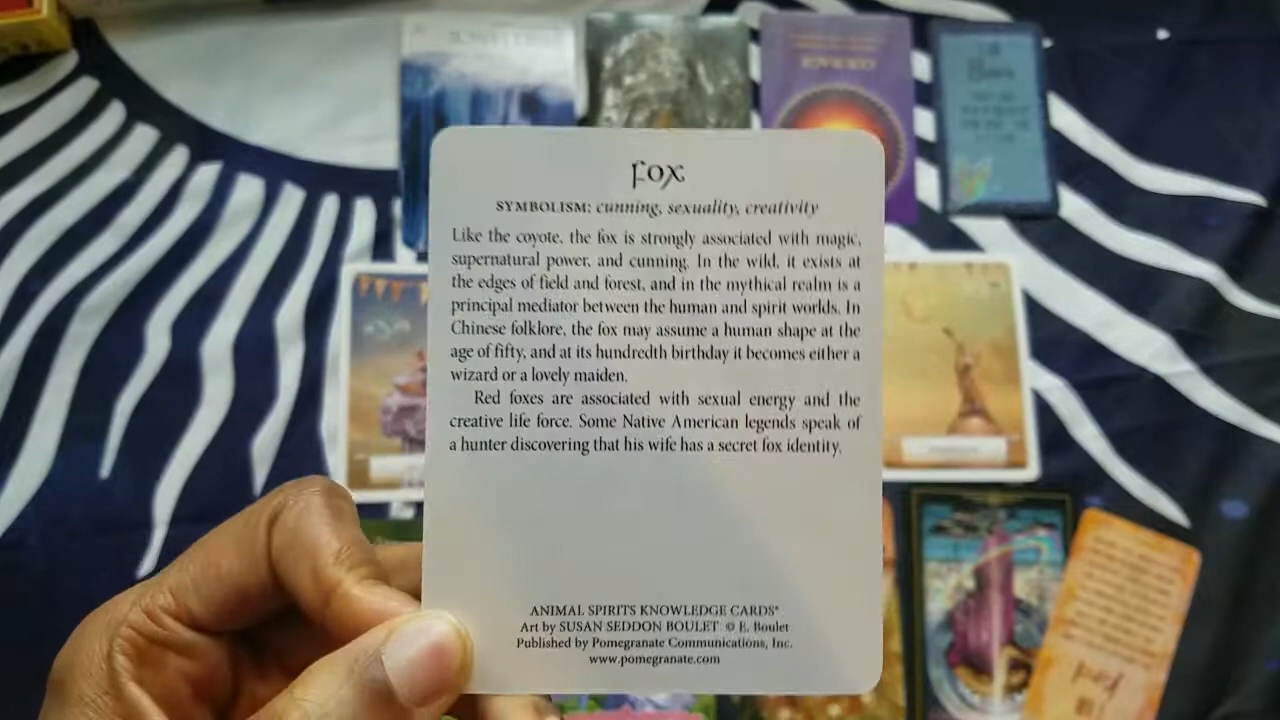 fox
SYMBOLISM: cunning, sexuality, creativity
Like the coyote, the fox is strongly associated with magic,
supernatural power, and cunning. In the wild, it exists at
the edges of field and forest, and in the mythical realm is a
principal mediator between the human and spirit worlds. In
Chinese folklore, the fox may assume a human shape at the
age of fifty, and at its hundredth birthday it becomes either a
wizard or a lovely maiden.
Red foxes are associated with sexual energy and the
creative life force. Some Native American legends speak of
a hunter discovering that his wife has a secret fox identity.
ANIMAL SPIRITS KNOWLEDGE CARDS®
Art by SUSAN SEDDON BOULET © E. Boulet
Published by Pomegranate Communications, Inc.
www.pomegranate.com